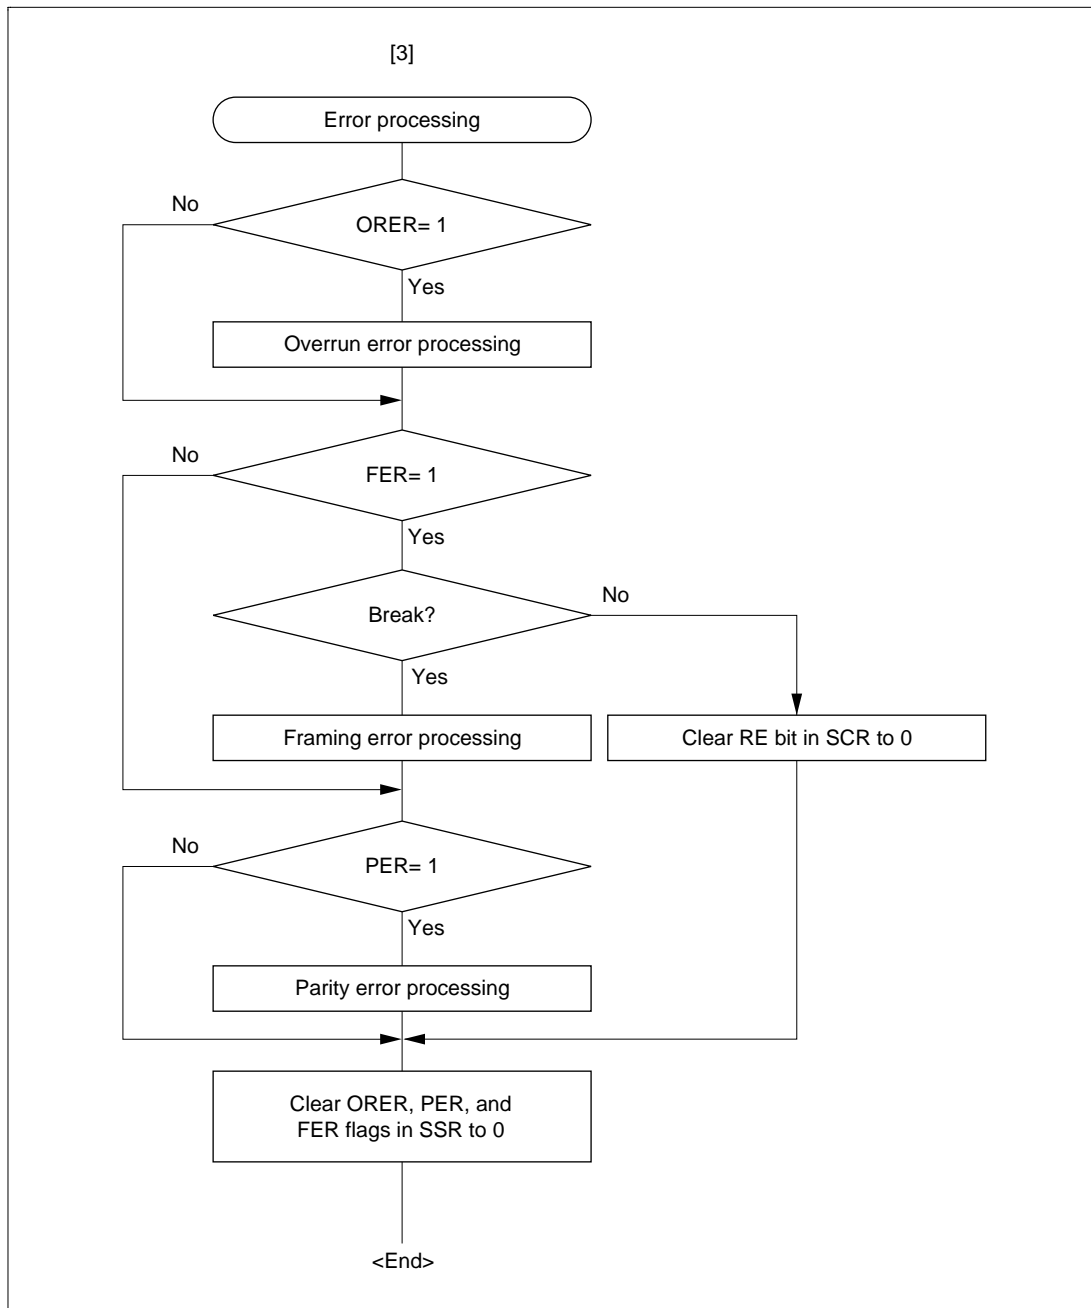 [3]
Error processing
No
ORER= 1
Yes
Overrun error processing
No
FER= 1
Yes
Break?
No
Yes
Framing error processing
Clear RE bit in SCR to 0
No
PER= 1
Yes
Parity error processing
Clear ORER, PER, and
FER flags in SSR to 0
<End>